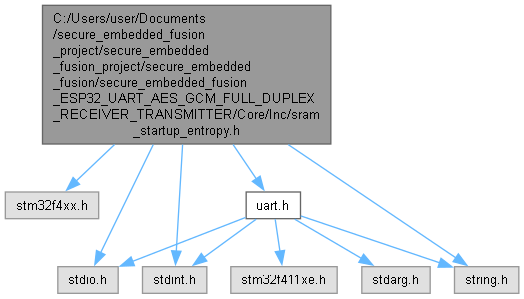 C:/Users/user/Documents
/secure_embedded_fusion
_project/secure_embedded
_fusion_project/secure_embedded
_fusion/secure_embedded_fusion
_ESP32_UART_AES_GCM_FULL_DUPLEX
_RECEIVER_TRANSMITTER/Core/Inc/sram
_startup_entropy.h
stm32f4xx.h
uart.h
stdio.h
stdint.h
stm32f411xe.h
stdarg.h
string.h